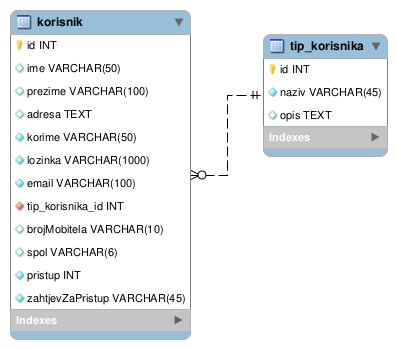 korisnik
id INT
ime VARCHAR(50)
prezime VARCHAR(100)
adresa TEXT
korime VARCHAR(50)
lozinka VARCHAR(1000)
email VARCHAR(100)
tip_korisnika_id INT
brojMobitela VARCHAR(10)
spol VARCHAR(6)
pristup INT
zahtjevZaPristup VARCHAR(45)
Indexes
tip_korisnika
id INT
naziv VARCHAR(45)
opis TEXT
Indexes